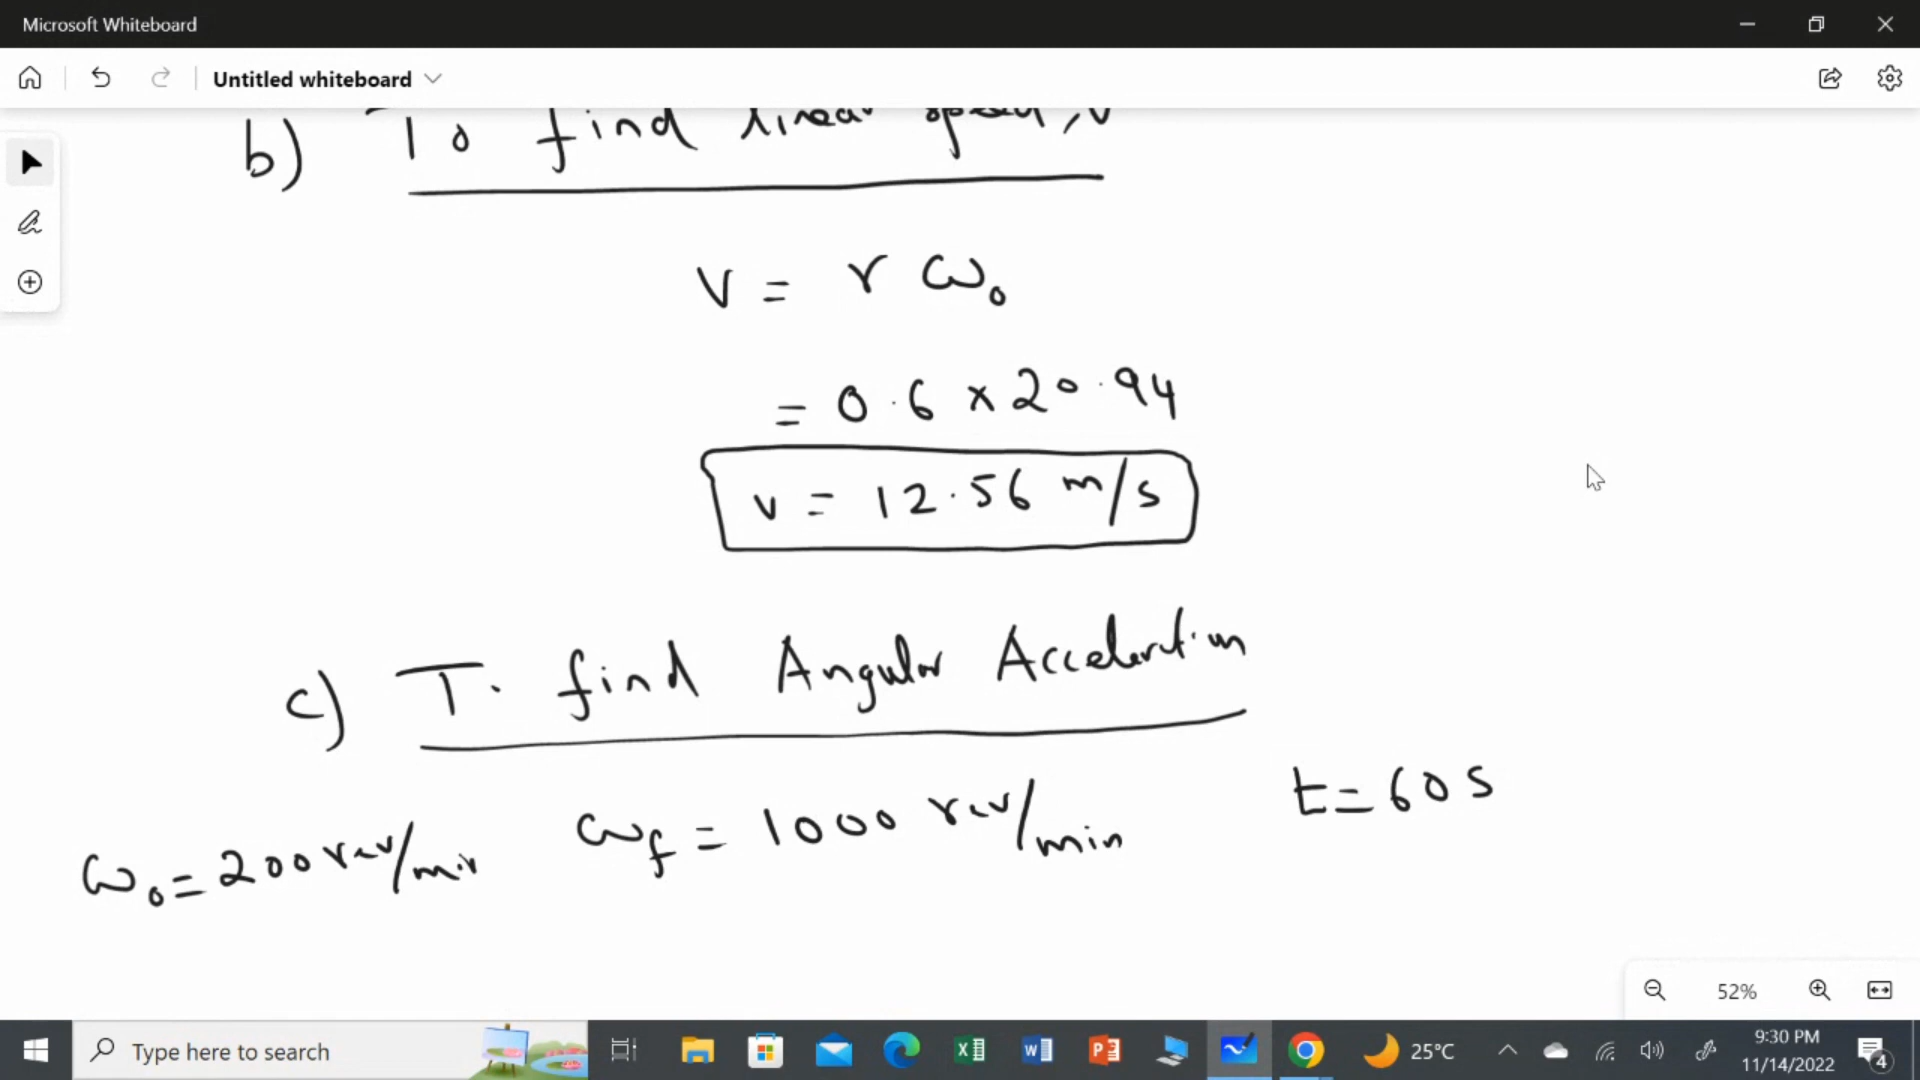 Microsoft Whiteboard
Untitled whiteboard
b) To find linear speed, v
v = r ω₀
= 0.6 × 20.94
v = 12.56 m/s
c) To find Angular Acceleration
ω₀ = 200 rev/min ω_f = 1000 rev/min t = 60 s
52%
Type here to search
25°C
9:30 PM
11/14/2022
4